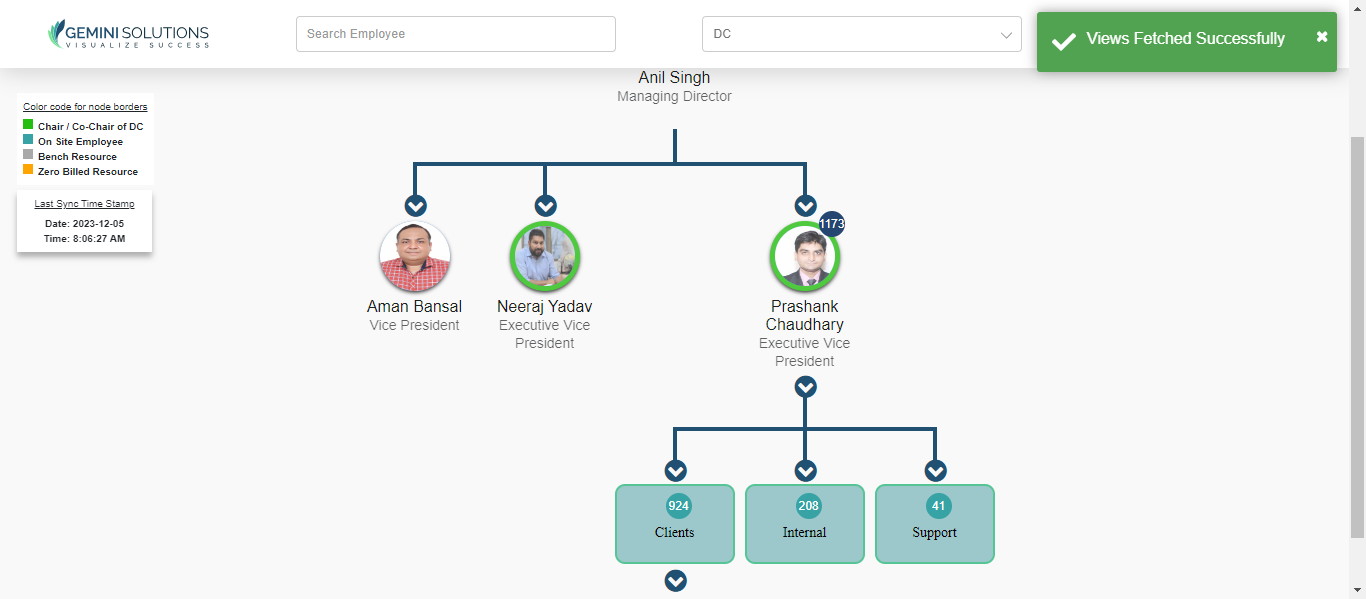 GEMINI SOLUTIONS
VISUALIZE SUCCESS
Search Employee
DC
Views Fetched Successfully
Anil Singh
Managing Director
Color code for node borders
Chair / Co-Chair of DC
On Site Employee
Bench Resource
Zero Billed Resource
Last Sync Time Stamp
Date: 2023-12-05
Time: 8:06:27 AM
1173
Aman Bansal
Vice President
Neeraj Yadav
Executive Vice
President
Prashank
Chaudhary
Executive Vice
President
924
Clients
208
Internal
41
Support